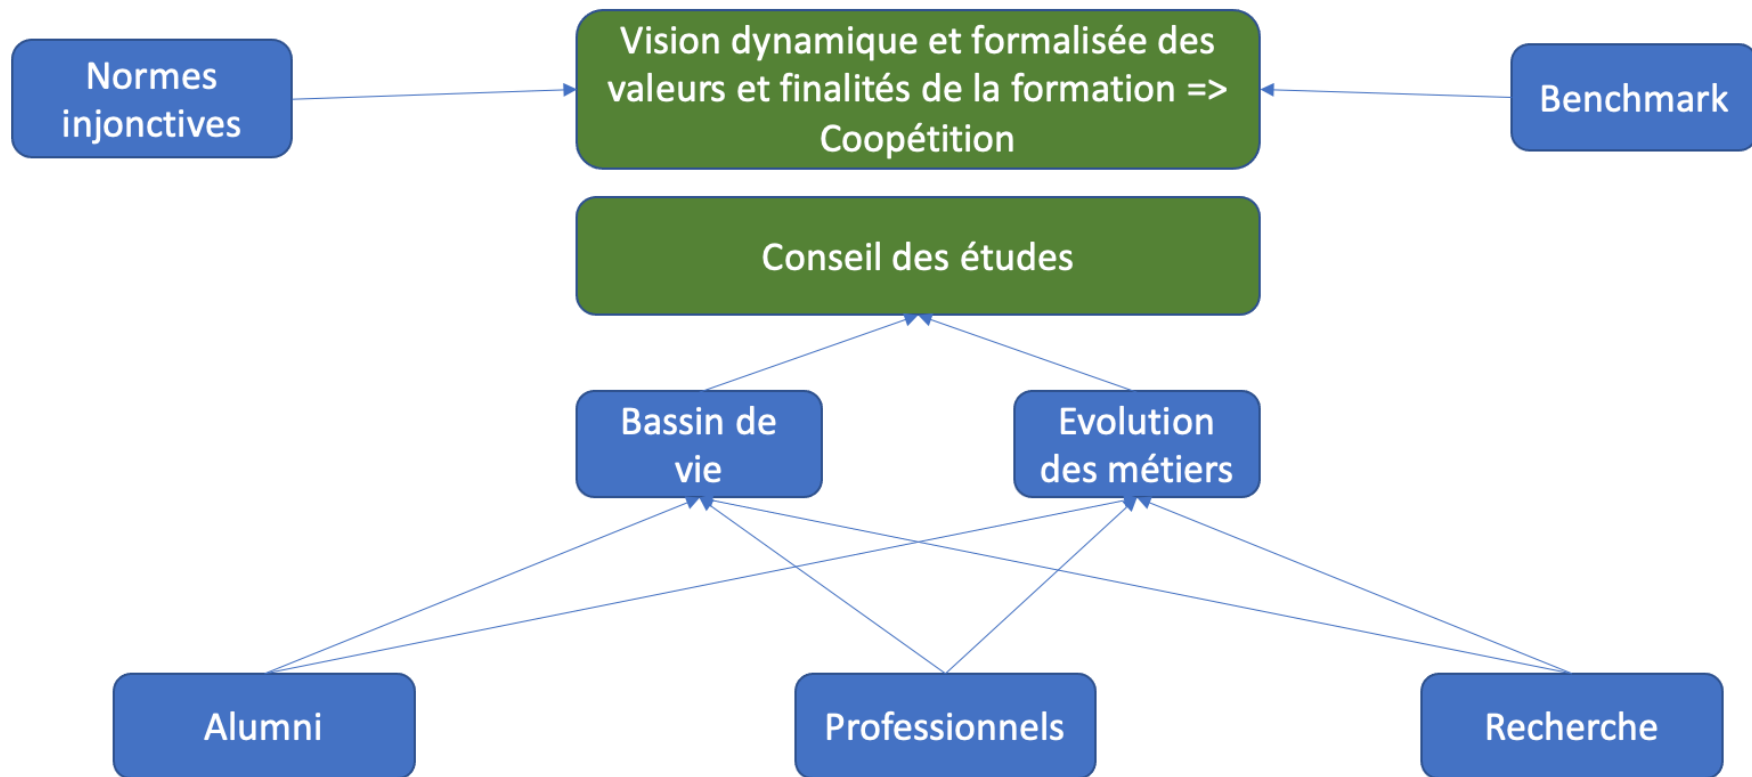 Normes
injonctives
Vision dynamique et formalisée des
valeurs et finalités de la formation =>
Coopétition
Benchmark
Conseil des études
Bassin de
vie
Evolution
des métiers
Alumni
Professionnels
Recherche